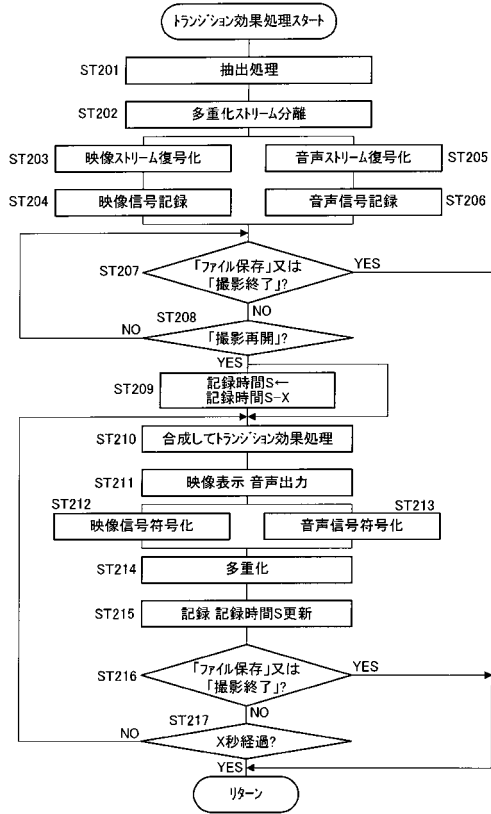 トランジション効果処理スタート
ST201
抽出処理
ST202
多重化ストリーム分離
ST203
映像ストリーム復号化
音声ストリーム復号化
ST205
ST204
映像信号記録
音声信号記録
ST206
ST207
「ファイル保存」又は
「撮影終了」?
YES
NO
ST208
「撮影再開」?
NO
YES
ST209
記録時間S←
記録時間S-X
ST210
合成してトランジション効果処理
ST211
映像表示 音声出力
ST212
映像信号符号化
ST213
音声信号符号化
ST214
多重化
ST215
記録 記録時間S更新
ST216
「ファイル保存」又は
「撮影終了」?
YES
NO
ST217
X秒経過?
NO
YES
リターン